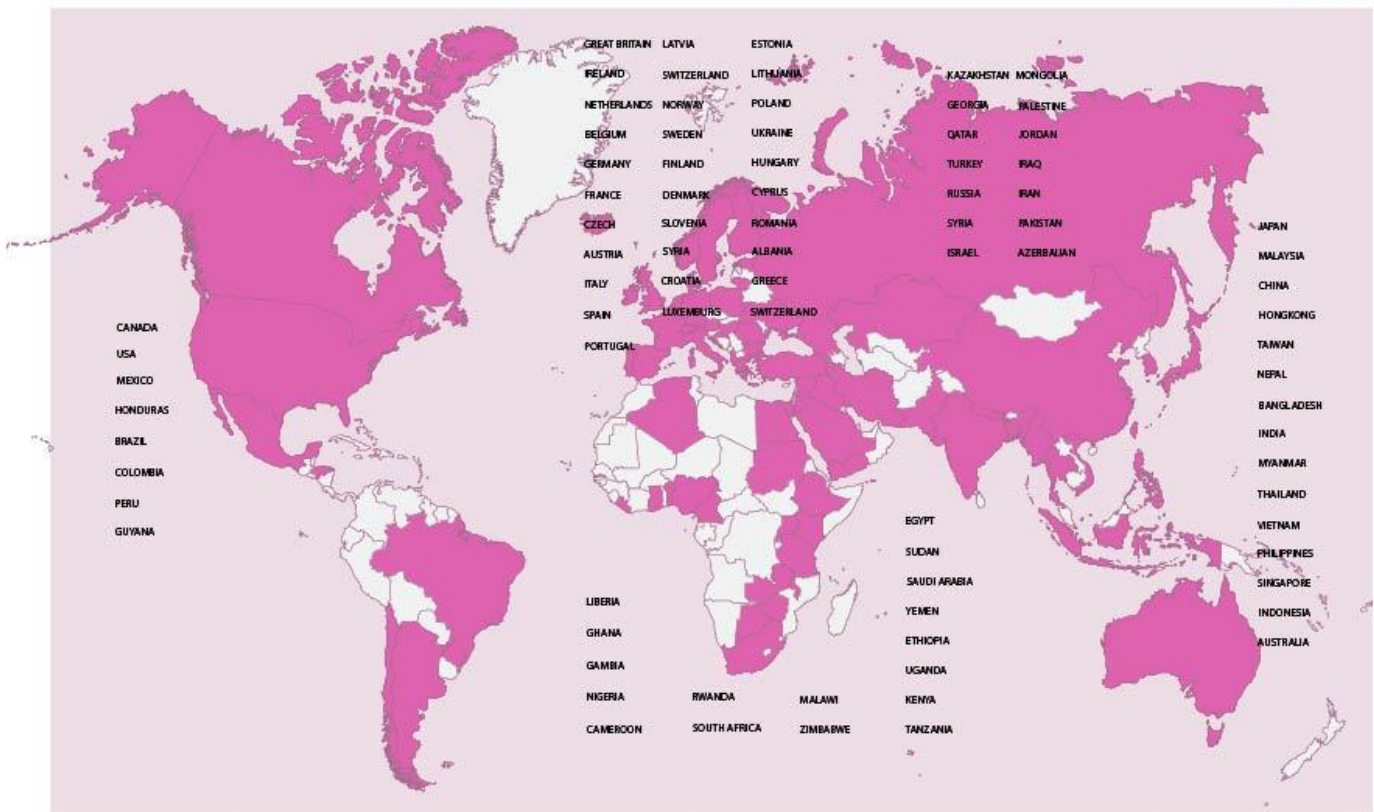 GREAT BRITAIN
IRELAND
NETHERLANDS
BELGIUM
GERMANY
FRANCE
CZECH
AUSTRIA
ITALY
SPAIN
PORTUGAL
LATVIA
SWITZERLAND
NORWAY
SWEDEN
FINLAND
DENMARK
SLOVENIA
SYRIA
CROATIA
LUXEMBURG
ESTONIA
LITHUANIA
POLAND
UKRAINE
HUNGARY
CYPRUS
ROMANIA
ALBANIA
GREECE
SWITZERLAND
KAZAKHSTAN
GEORGIA
QATAR
TURKEY
RUSSIA
SYRIA
ISRAEL
MONGOLIA
PALESTINE
JORDAN
IRAQ
IRAN
PAKISTAN
AZERBAIJAN
CANADA
USA
MEXICO
HONDURAS
BRAZIL
COLOMBIA
PERU
GUYANA
JAPAN
MALAYSIA
CHINA
HONGKONG
TAIWAN
NEPAL
BANGLADESH
INDIA
MYANMAR
THAILAND
VIETNAM
PHILIPPINES
SINGAPORE
INDONESIA
AUSTRALIA
LIBERIA
GHANA
GAMBIA
NIGERIA
CAMEROON
RWANDA
SOUTH AFRICA
MALAWI
ZIMBABWE
EGYPT
SUDAN
SAUDI ARABIA
YEMEN
ETHIOPIA
UGANDA
KENYA
TANZANIA